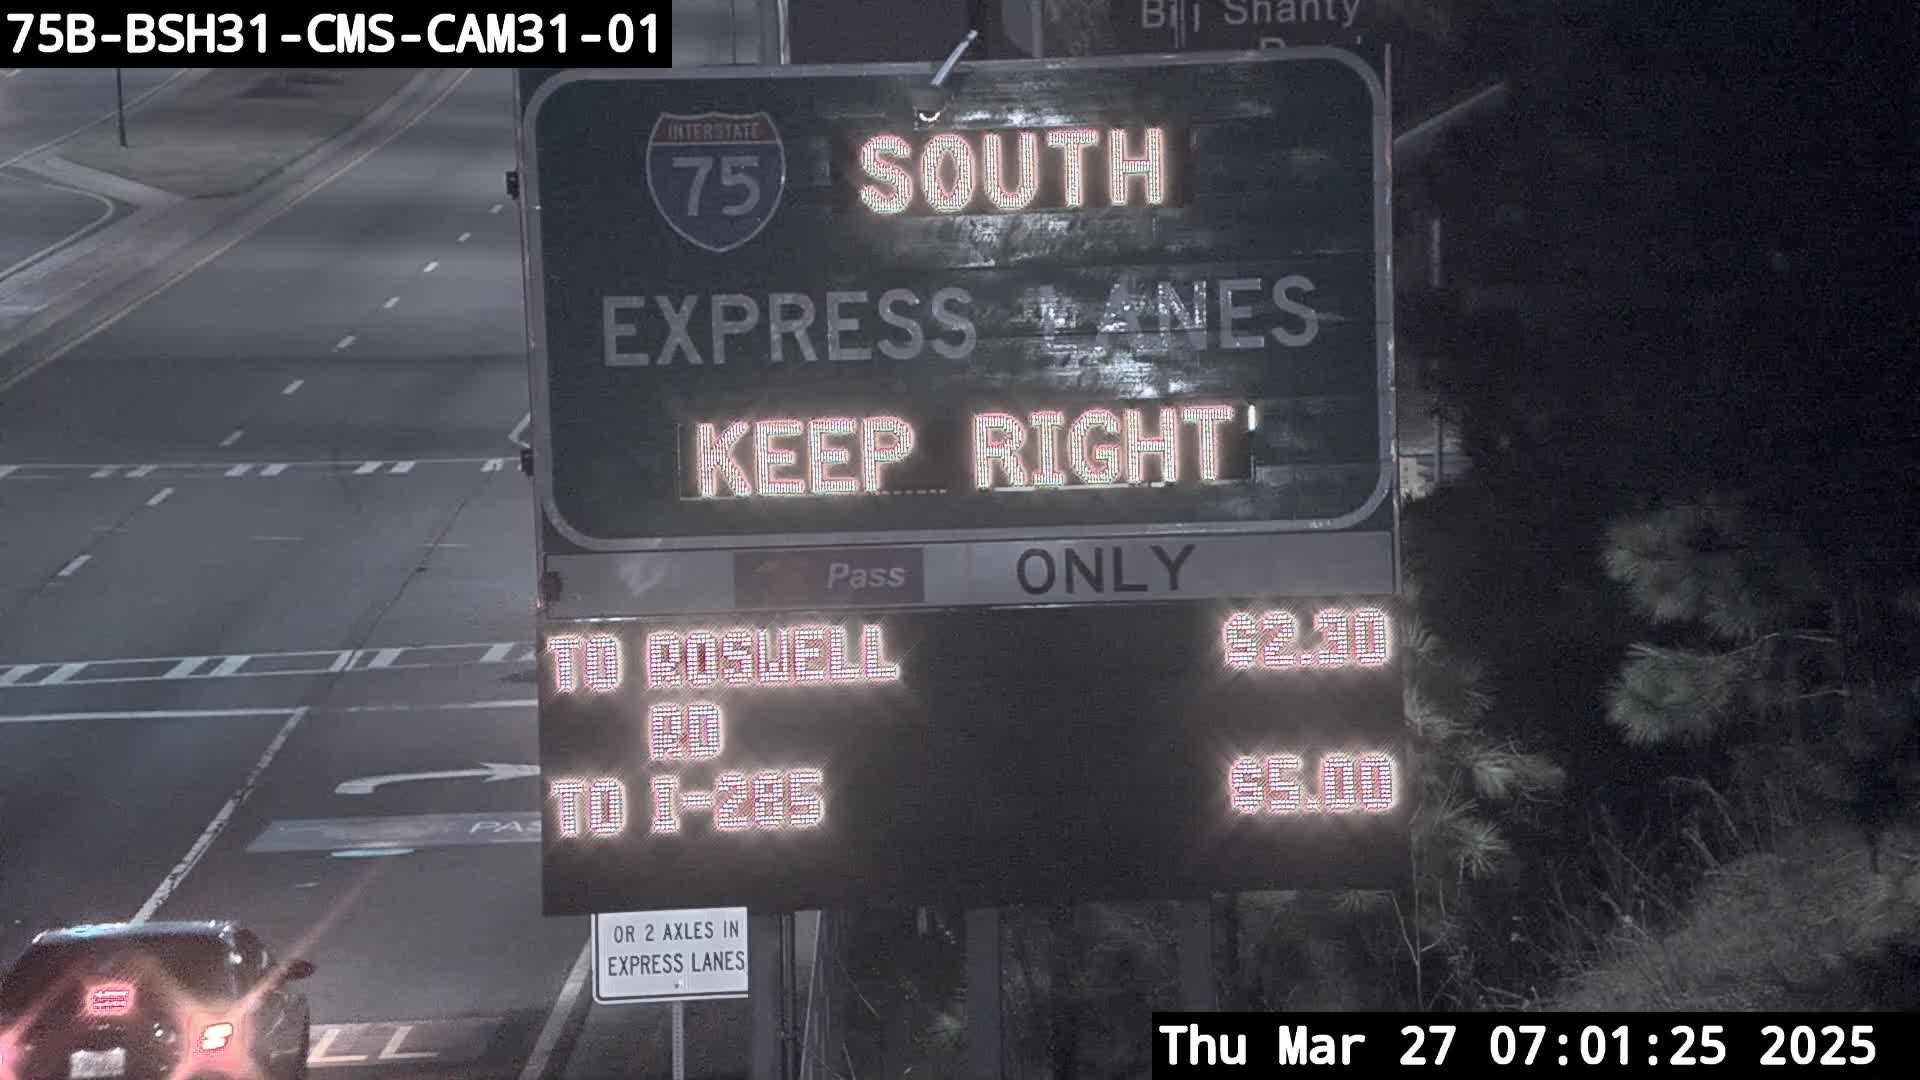 75B-BSH31-CMS-CAM31-01
Shanty
INTERSTATE
75
SOUTH
EXPRESS LANES
KEEP RIGHT
Pass ONLY
TO ROSWELL $2.30
RD
TO I-285 $5.00
OR 2 AXLES IN
EXPRESS LANES
Thu Mar 27 07:01:25 2025